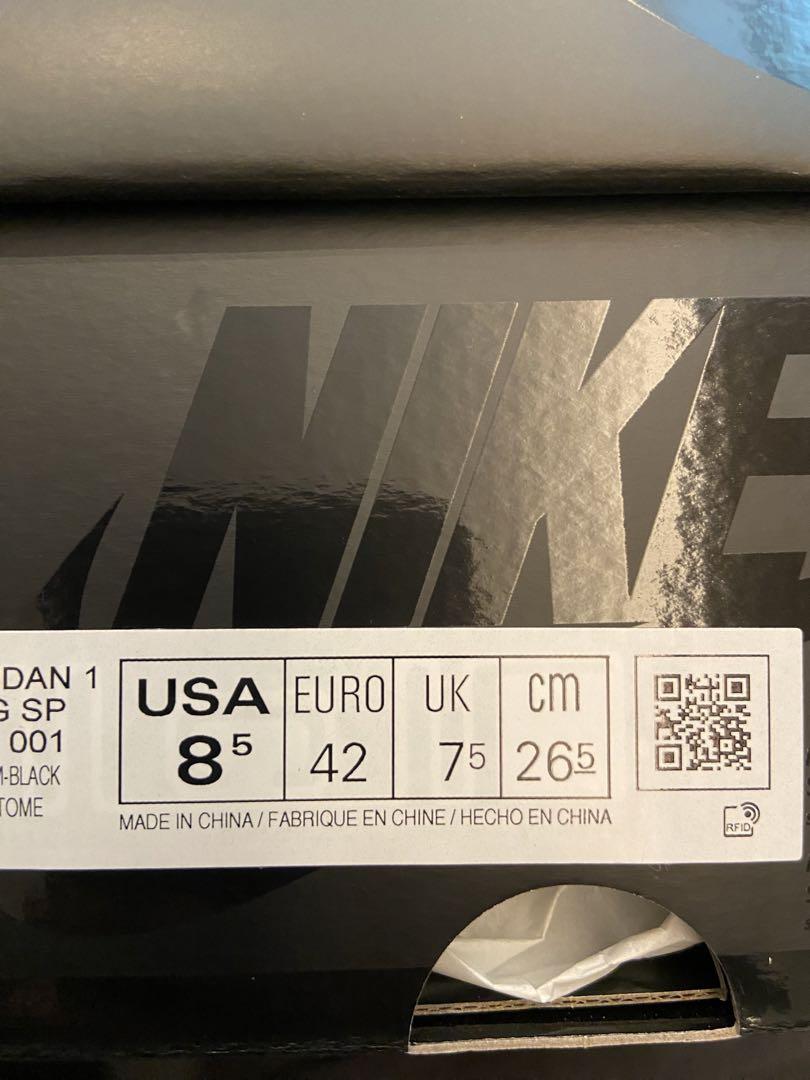 NIKE
DAN 1
G SP
001
M-BLACK
TOME
USA EURO UK cm
8⁵ 42 7⁵ 26⁵
MADE IN CHINA / FABRIQUE EN CHINE / HECHO EN CHINA
RFID